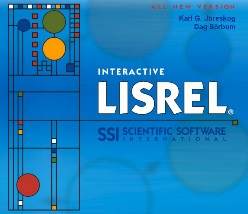 ALL NEW VERSION
Karl G. Jöreskog
Dag Sörbom
INTERACTIVE
LISREL®
SSI SCIENTIFIC SOFTWARE
INTERNATIONAL